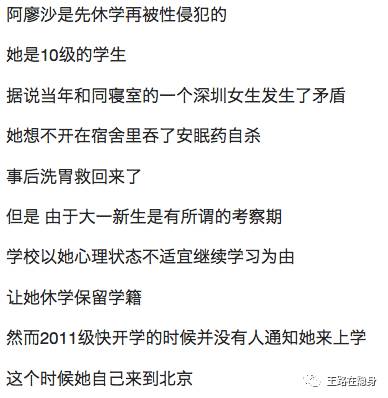 阿廖沙是先休学再被性侵犯的
她是10级的学生
据说当年和同寝室的一个深圳女生发生了矛盾
她想不开在宿舍里吞了安眠药自杀
事后洗胃救回来了
但是 由于大一新生是有所谓的考察期
学校以她心理状态不适宜继续学习为由
让她休学保留学籍
然而2011级快开学的时候并没有人通知她来上学
这个时候她自己来到北京
王路在隐身